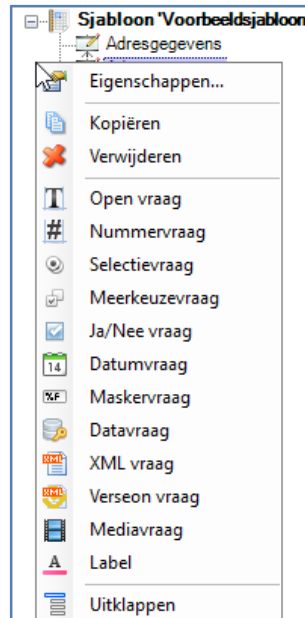 Sjabloon 'Voorbeeldsjabloon
Adresgegevens
Eigenschappen...
Kopiëren
Verwijderen
Open vraag
Nummervraag
Selectievraag
Meerkeuzevraag
Ja/Nee vraag
Datumvraag
Maskervraag
Datavraag
XML vraag
Verseon vraag
Mediavraag
Label
Uitklappen